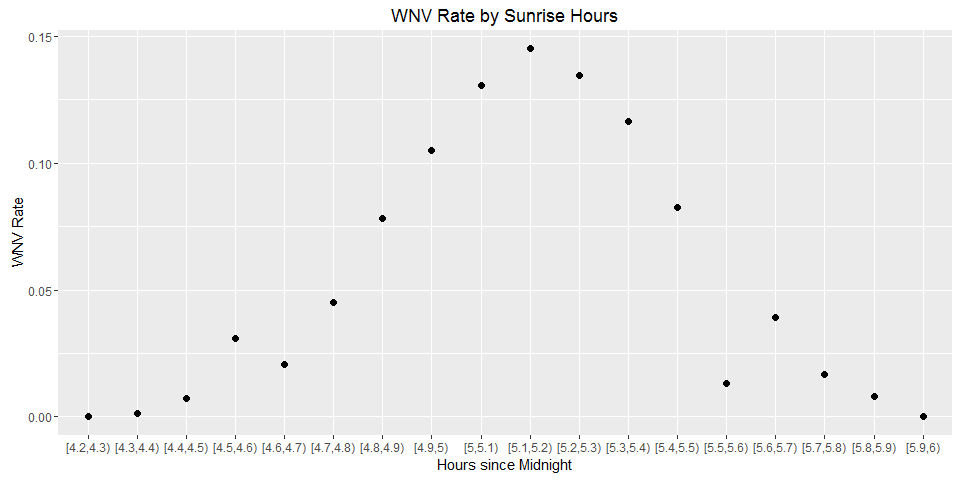 WNV Rate by Sunrise Hours
WNV Rate
0.15
0.10
0.05
0.00
[4.2,4.3) [4.3,4.4) [4.4,4.5) [4.5,4.6) [4.6,4.7) [4.7,4.8) [4.8,4.9) [4.9,5) [5,5.1) [5.1,5.2) [5.2,5.3) [5.3,5.4) [5.4,5.5) [5.5,5.6) [5.6,5.7) [5.7,5.8) [5.8,5.9) [5.9,6)
Hours since Midnight